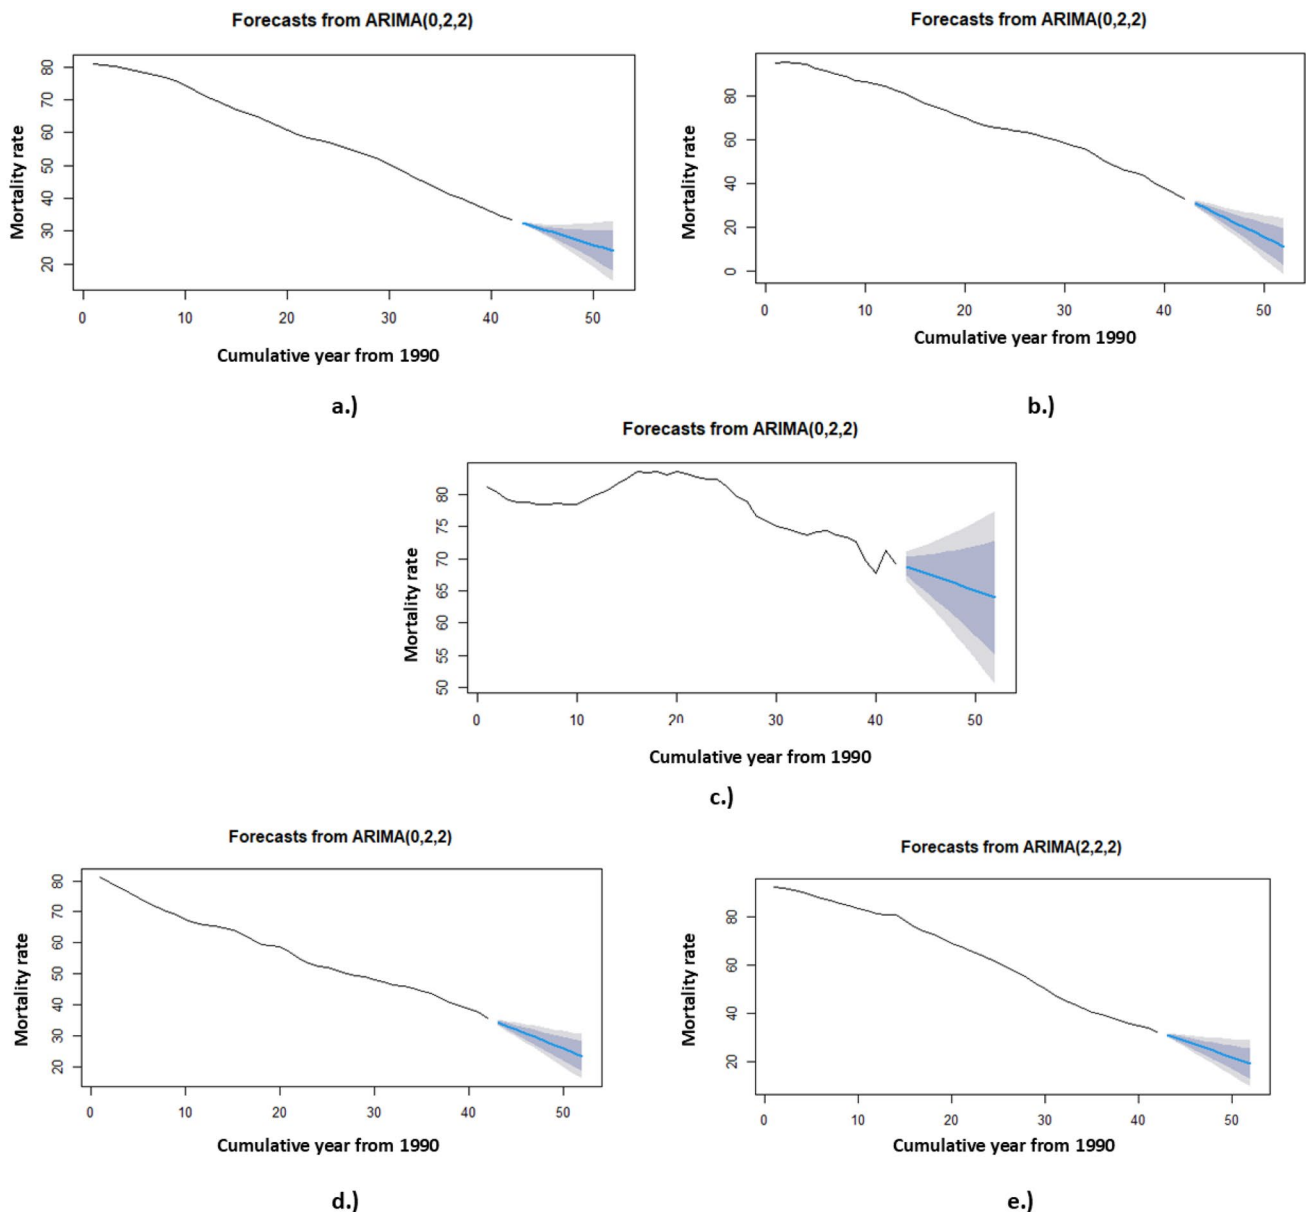 Forecasts from ARIMA(0,2,2)
Mortality rate
80
70
60
50
40
30
20
0 10 20 30 40 50
Cumulative year from 1990
a.)
Forecasts from ARIMA(0,2,2)
Mortality rate
80
60
40
20
0
0 10 20 30 40 50
Cumulative year from 1990
b.)
Forecasts from ARIMA(0,2,2)
Mortality rate
80
75
70
65
60
55
50
0 10 20 30 40 50
Cumulative year from 1990
c.)
Forecasts from ARIMA(0,2,2)
Mortality rate
80
70
60
50
40
30
20
0 10 20 30 40 50
Cumulative year from 1990
d.)
Forecasts from ARIMA(2,2,2)
Mortality rate
80
60
40
20
0 10 20 30 40 50
Cumulative year from 1990
e.)